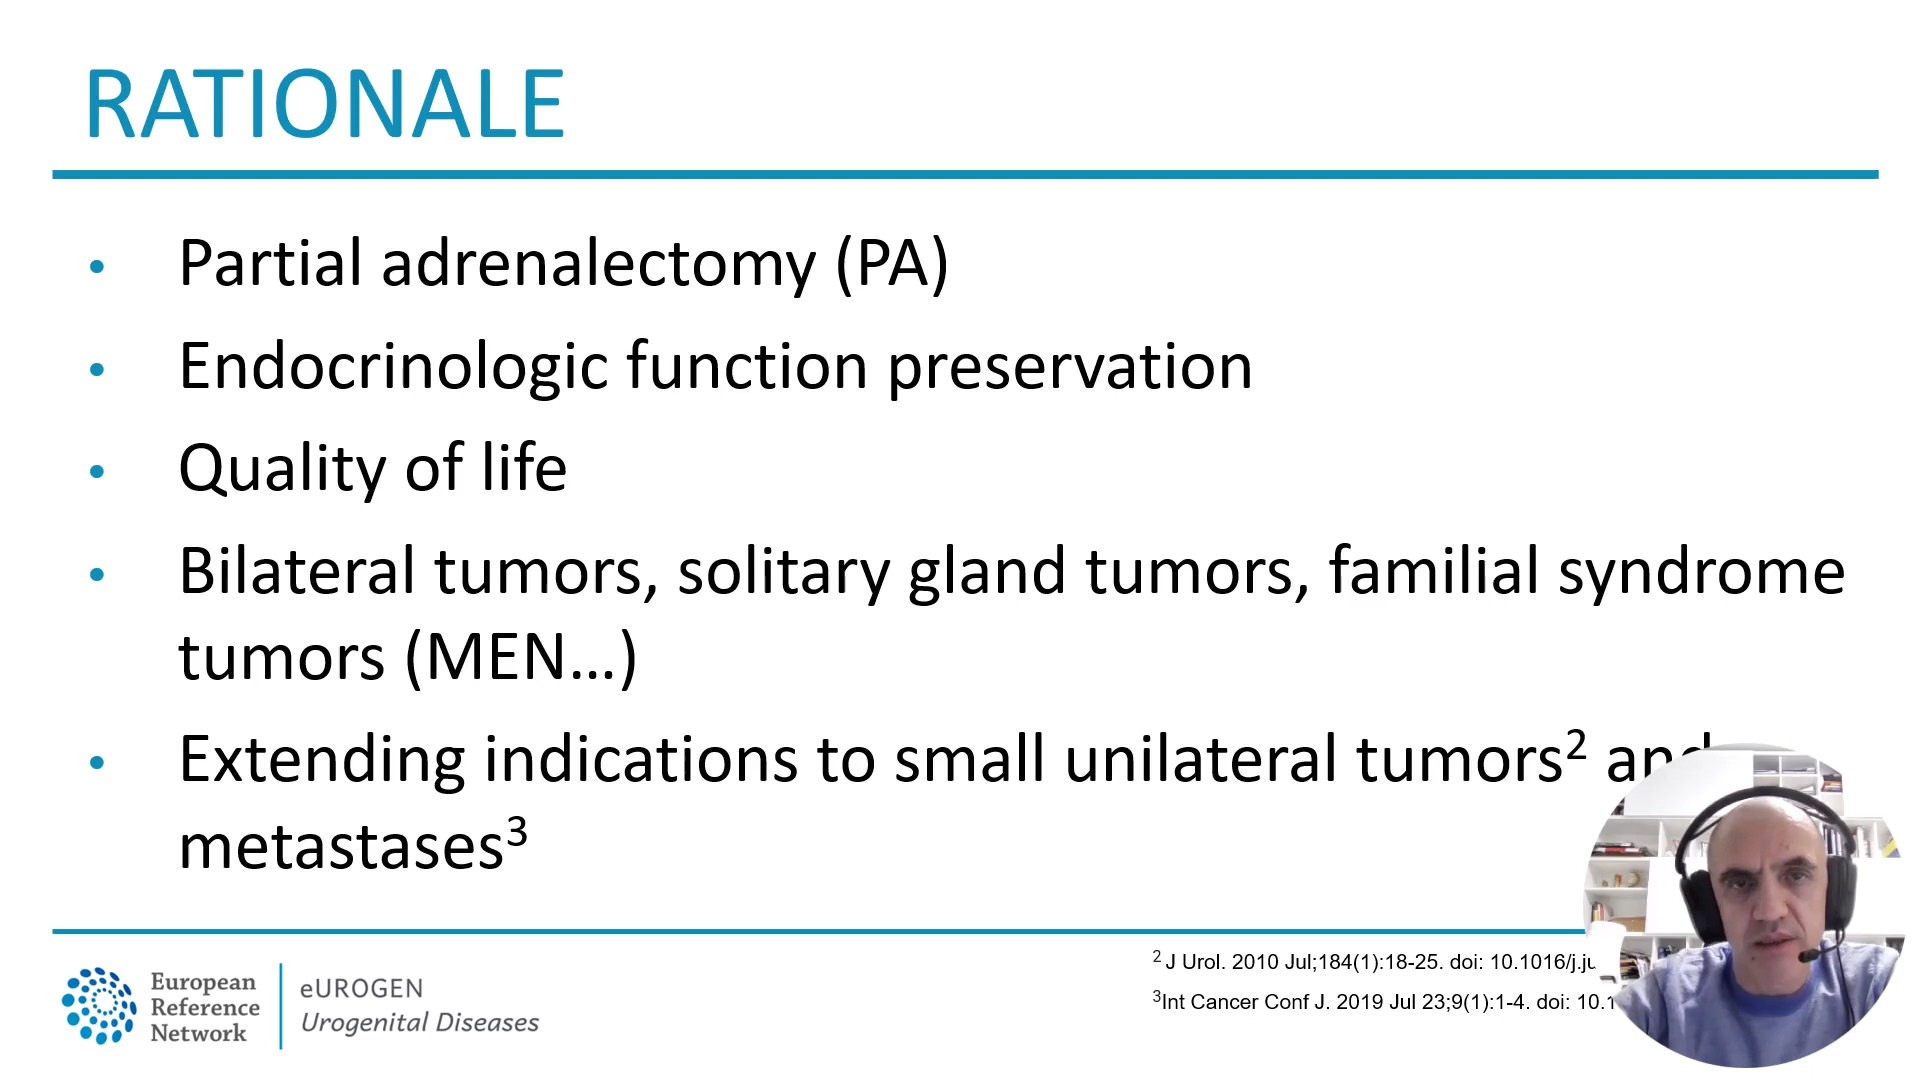 RATIONALE
• Partial adrenalectomy (PA)
• Endocrinologic function preservation
• Quality of life
• Bilateral tumors, solitary gland tumors, familial syndrome
tumors (MEN…)
• Extending indications to small unilateral tumors² and
metastases³
² J Urol. 2010 Jul;184(1):18-25. doi: 10.1016/j.ju
³Int Cancer Conf J. 2019 Jul 23;9(1):1-4. doi: 10.1
European
Reference
Network
eUROGEN
Urogenital Diseases